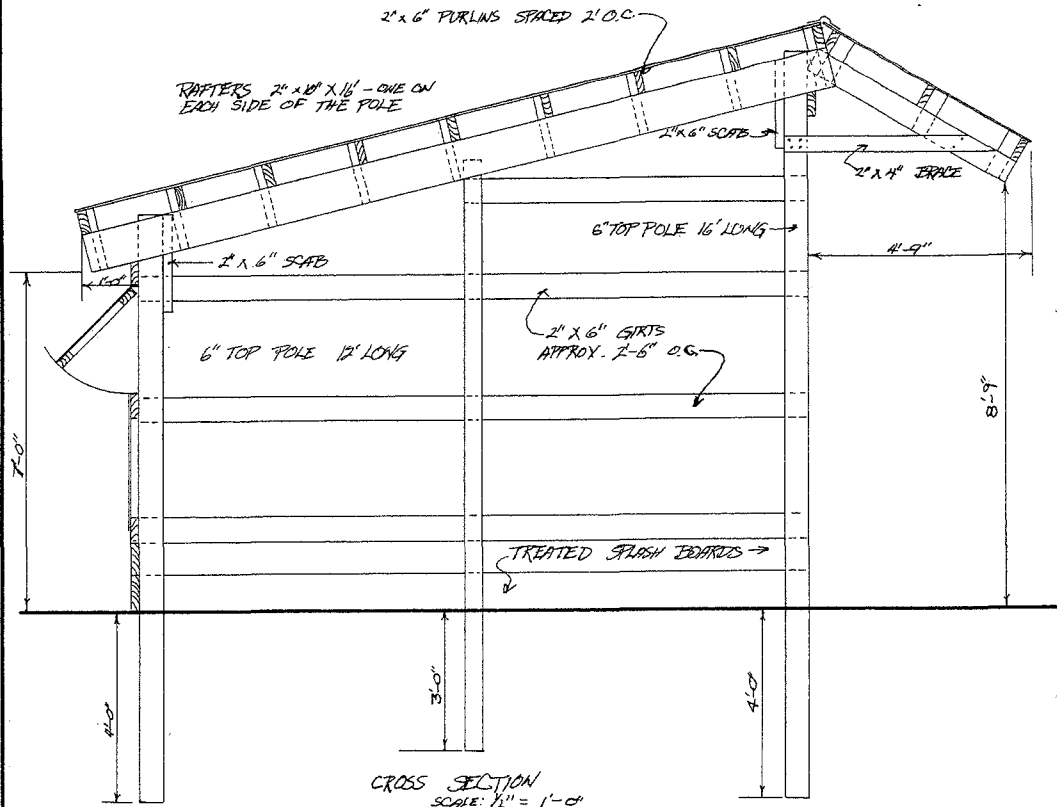 2" x 6" PURLINS SPACED 2' O.C.
RAFTERS 2" x 10" X 16' - ONE ON
EACH SIDE OF THE POLE
2" x 6" SCAB
2" x 4" BRACE
6" TOP POLE 16' LONG
4'-9"
2" x 6" SCAB
1'-0"
2" X 6" GIRTS
APPROX. 2'-6" O.C.
6" TOP POLE 12' LONG
7'-0"
8'-9"
TREATED SPLASH BOARDS
4'-0"
3'-0"
4'-0"
CROSS SECTION
SCALE: 1/2" = 1'-0"